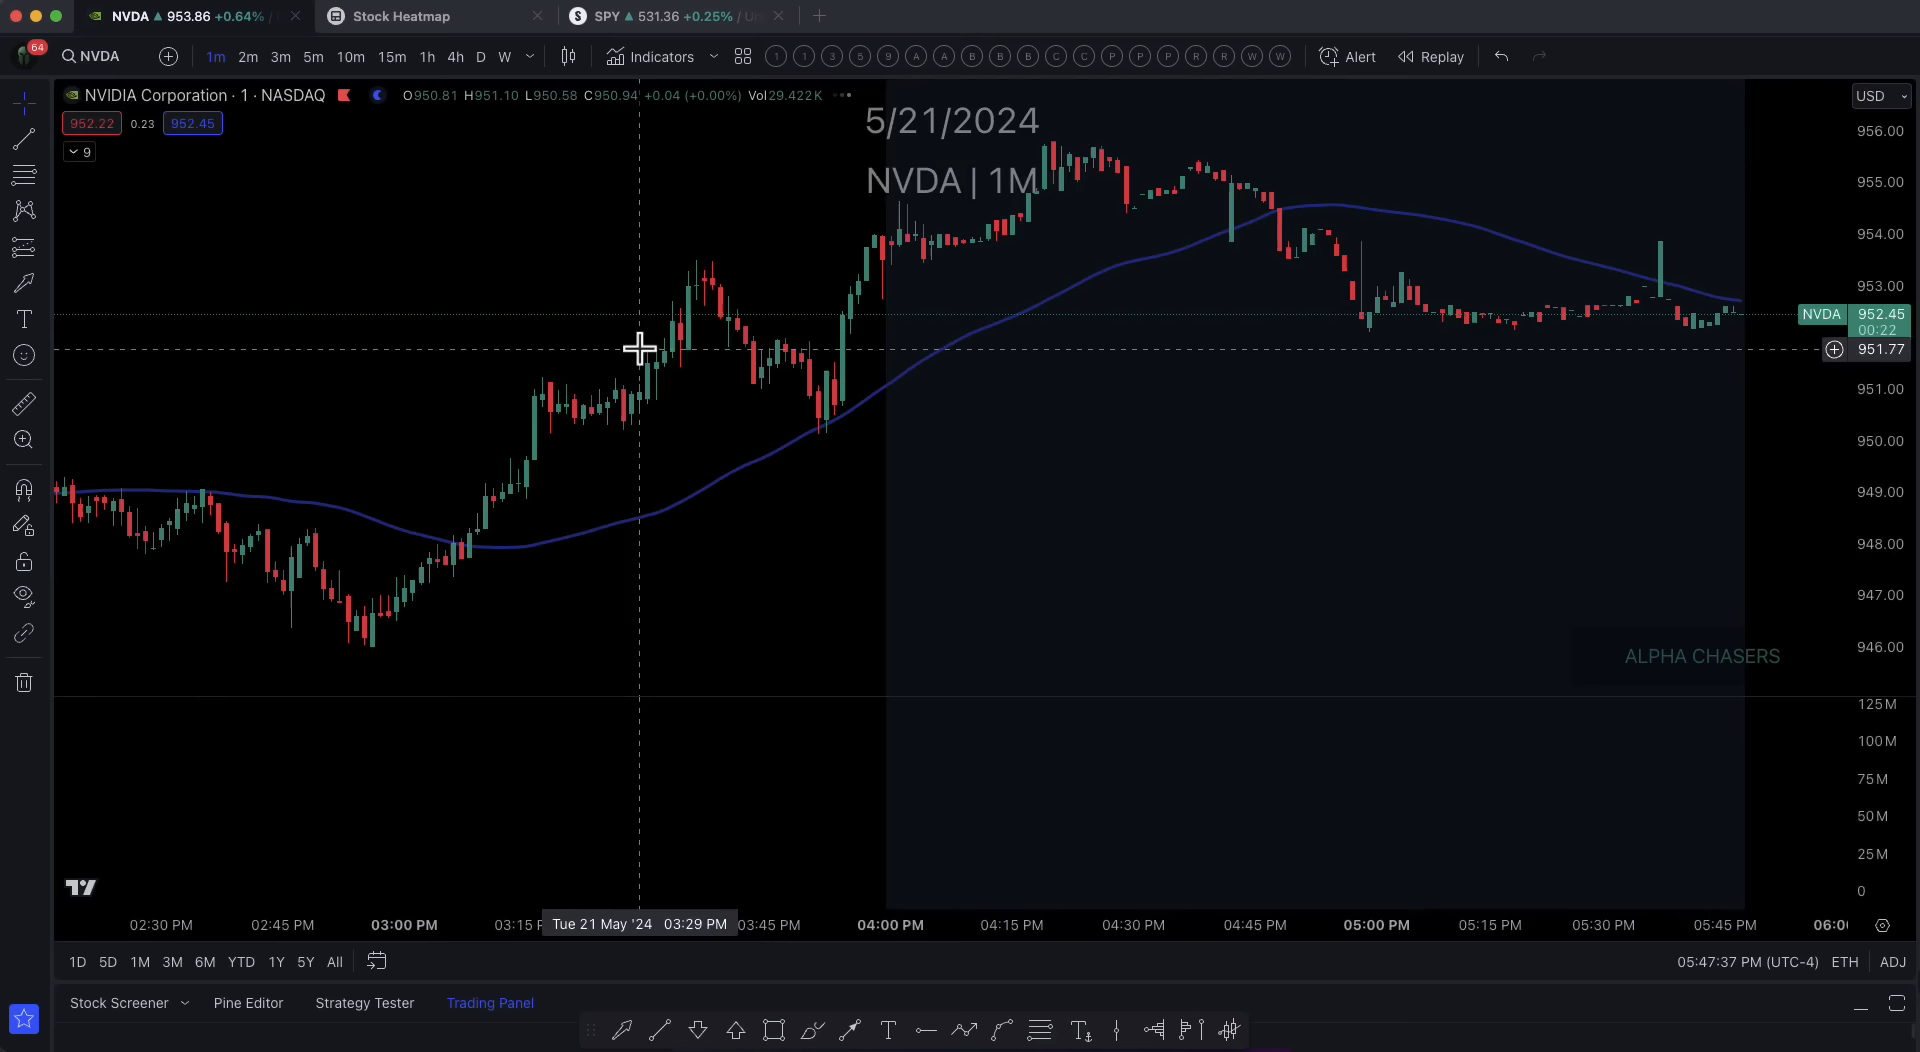 NVDA ▲ 953.86 +0.64% /
Stock Heatmap
S SPY ▲ 531.36 +0.25% / Un
64
NVDA
1m 2m 3m 5m 10m 15m 1h 4h D W
Indicators
1 1 3 5 9 A A B B B C C P P P R R W W
Alert
Replay
NVIDIA Corporation · 1 · NASDAQ
O950.81 H951.10 L950.58 C950.94 +0.04 (+0.00%) Vol29.422K
USD
952.22 0.23 952.45
9
5/21/2024
NVDA | 1M
956.00
955.00
954.00
953.00
NVDA 952.45
00:22
951.77
951.00
950.00
949.00
948.00
947.00
946.00
ALPHA CHASERS
125M
100M
75M
50M
25M
0
02:30 PM 02:45 PM 03:00 PM 03:15 Tue 21 May '24 03:29 PM 03:45 PM 04:00 PM 04:15 PM 04:30 PM 04:45 PM 05:00 PM 05:15 PM 05:30 PM 05:45 PM 06:0
1D 5D 1M 3M 6M YTD 1Y 5Y All
05:47:37 PM (UTC-4) ETH ADJ
Stock Screener Pine Editor Strategy Tester Trading Panel